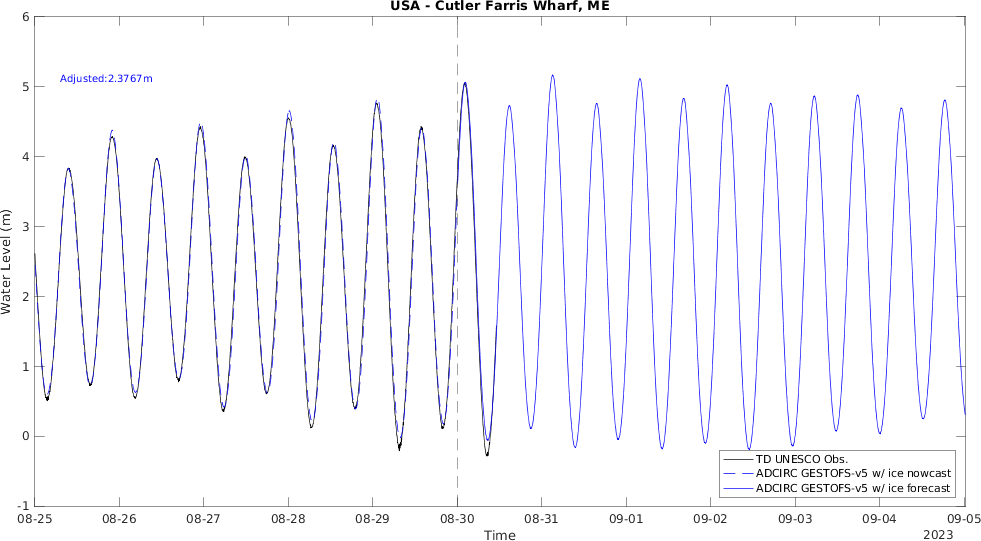 USA - Cutler Farris Wharf, ME
6
5
4
3
2
1
0
-1
Water Level (m)
Adjusted:2.3767m
TD UNESCO Obs.
ADCIRC GESTOFS-v5 w/ ice nowcast
ADCIRC GESTOFS-v5 w/ ice forecast
08-25 08-26 08-27 08-28 08-29 08-30 08-31 09-01 09-02 09-03 09-04 09-05
Time
2023